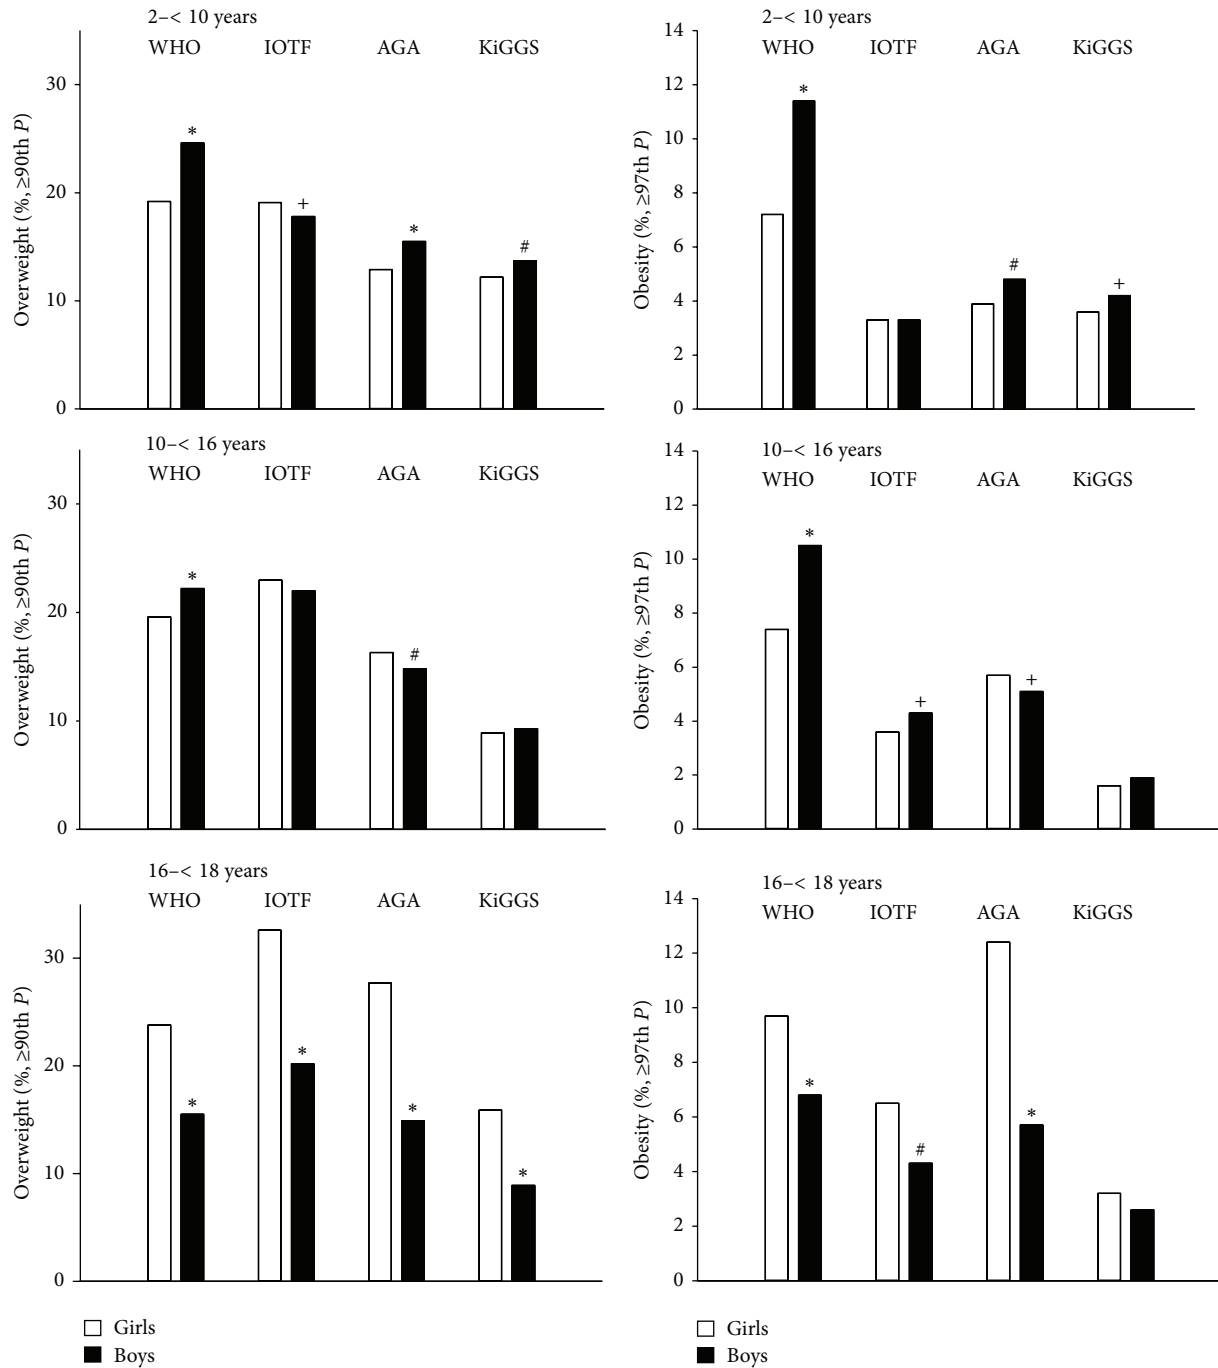 2–< 10 years
WHO IOTF AGA KiGGS
Overweight (%, ≥90th P)
30
20
10
0
* + * #
2–< 10 years
WHO IOTF AGA KiGGS
Obesity (%, ≥97th P)
14
12
10
8
6
4
2
0
* # +
10–< 16 years
WHO IOTF AGA KiGGS
Overweight (%, ≥90th P)
30
20
10
0
* #
10–< 16 years
WHO IOTF AGA KiGGS
Obesity (%, ≥97th P)
14
12
10
8
6
4
2
0
* + +
16–< 18 years
WHO IOTF AGA KiGGS
Overweight (%, ≥90th P)
30
20
10
0
* * * *
16–< 18 years
WHO IOTF AGA KiGGS
Obesity (%, ≥97th P)
14
12
10
8
6
4
2
0
* # *
Girls
Boys
Girls
Boys